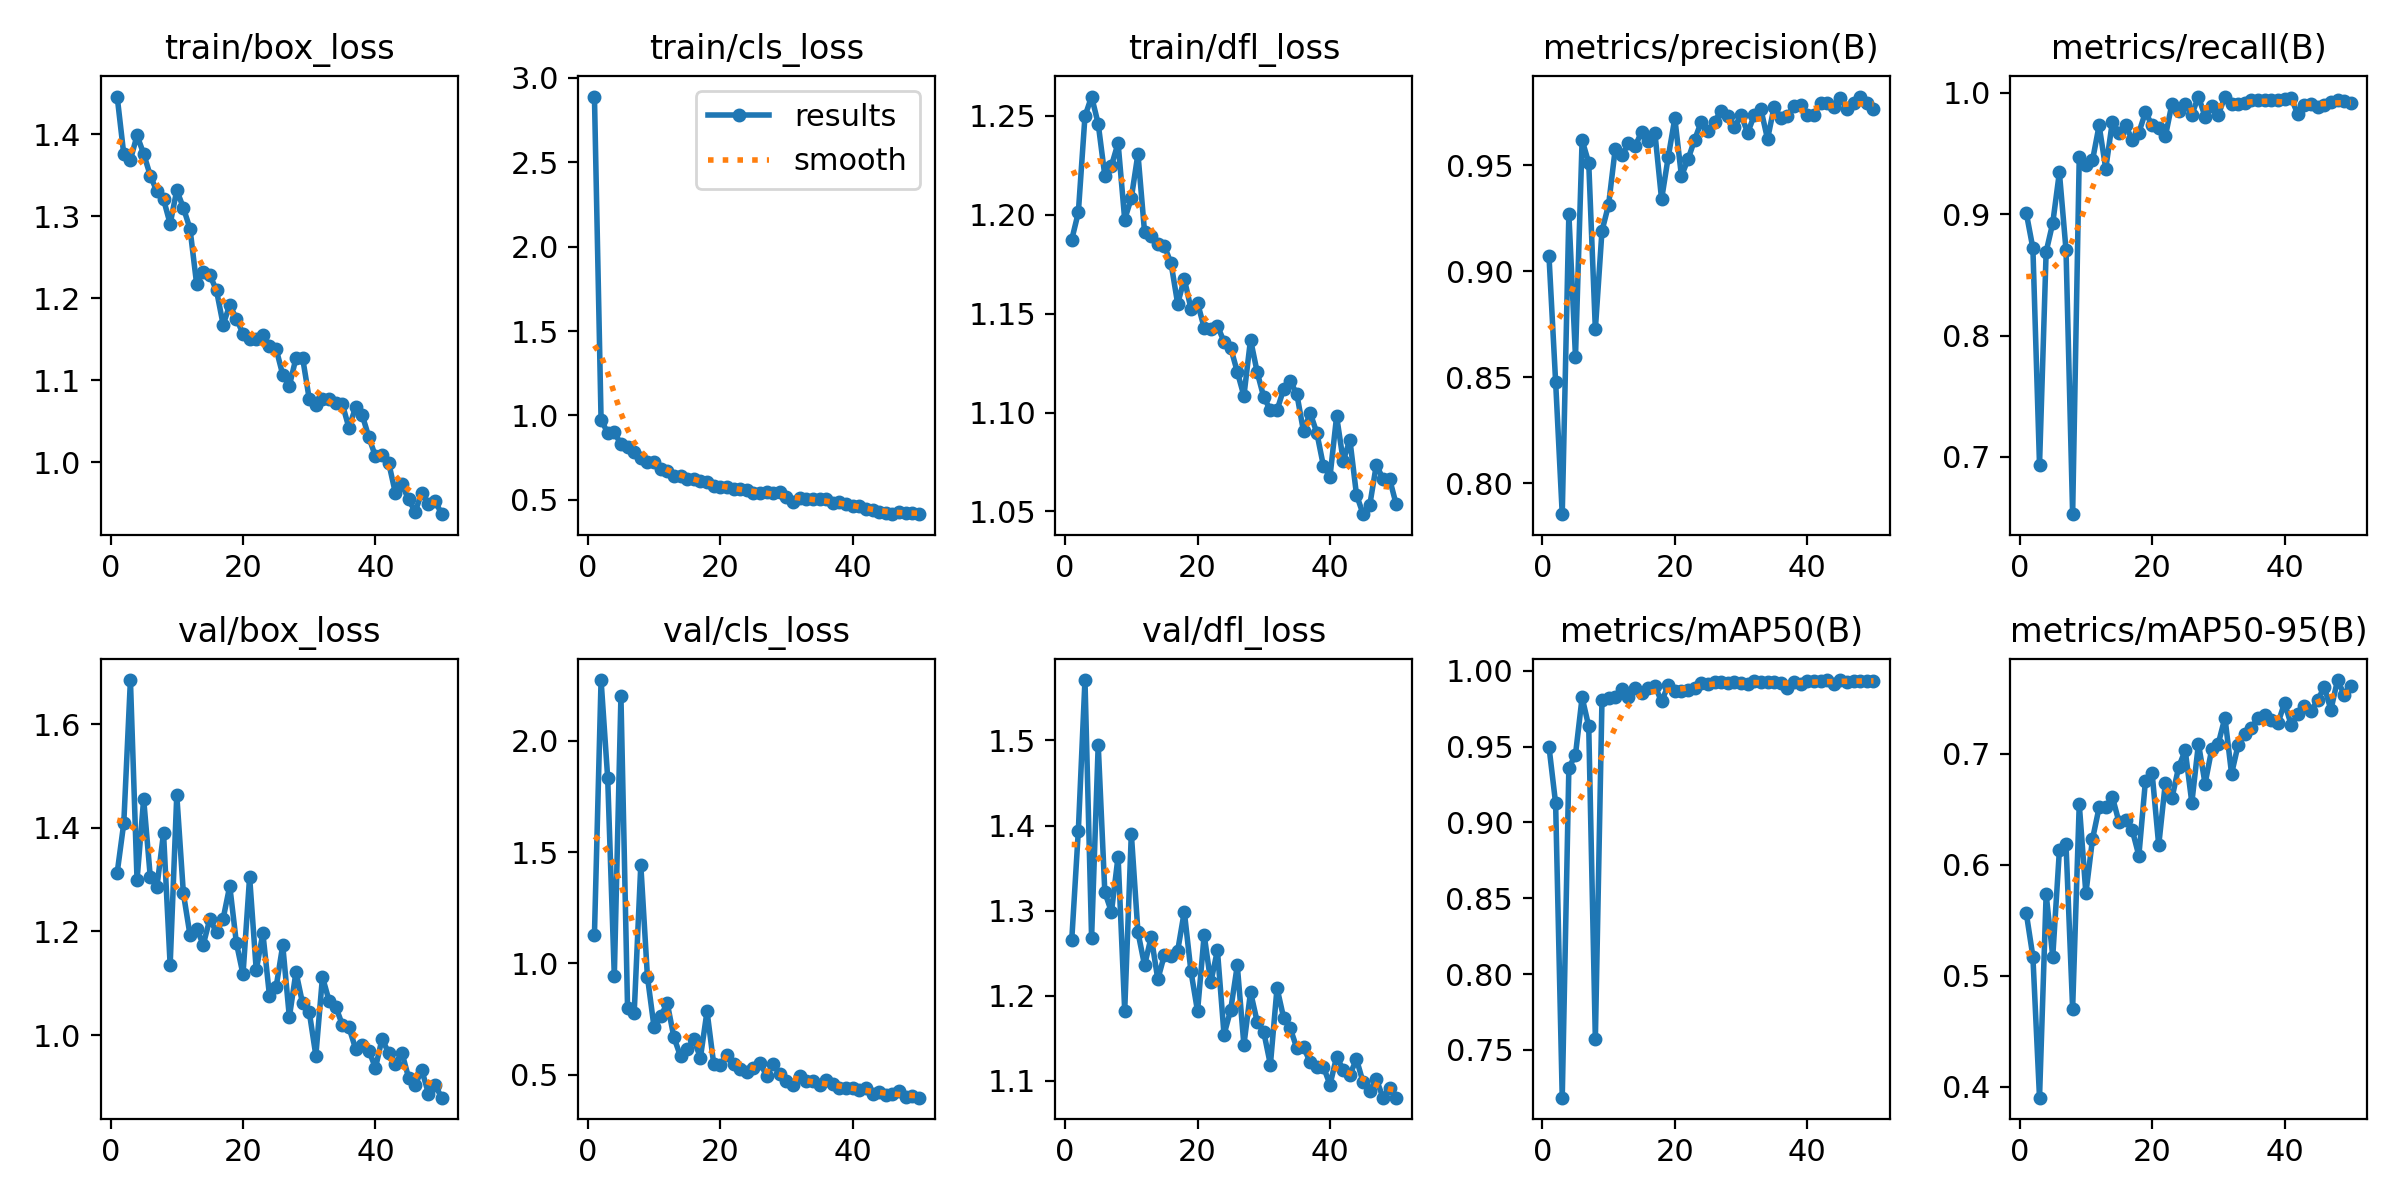 train/box_loss
1.4
1.3
1.2
1.1
1.0
0 20 40
train/cls_loss
3.0
2.5
2.0
1.5
1.0
0.5
0 20 40
results
smooth
train/dfl_loss
1.25
1.20
1.15
1.10
1.05
0 20 40
metrics/precision(B)
0.95
0.90
0.85
0.80
0 20 40
metrics/recall(B)
1.0
0.9
0.8
0.7
0 20 40
val/box_loss
1.6
1.4
1.2
1.0
0 20 40
val/cls_loss
2.0
1.5
1.0
0.5
0 20 40
val/dfl_loss
1.5
1.4
1.3
1.2
1.1
0 20 40
metrics/mAP50(B)
1.00
0.95
0.90
0.85
0.80
0.75
0 20 40
metrics/mAP50-95(B)
0.7
0.6
0.5
0.4
0 20 40